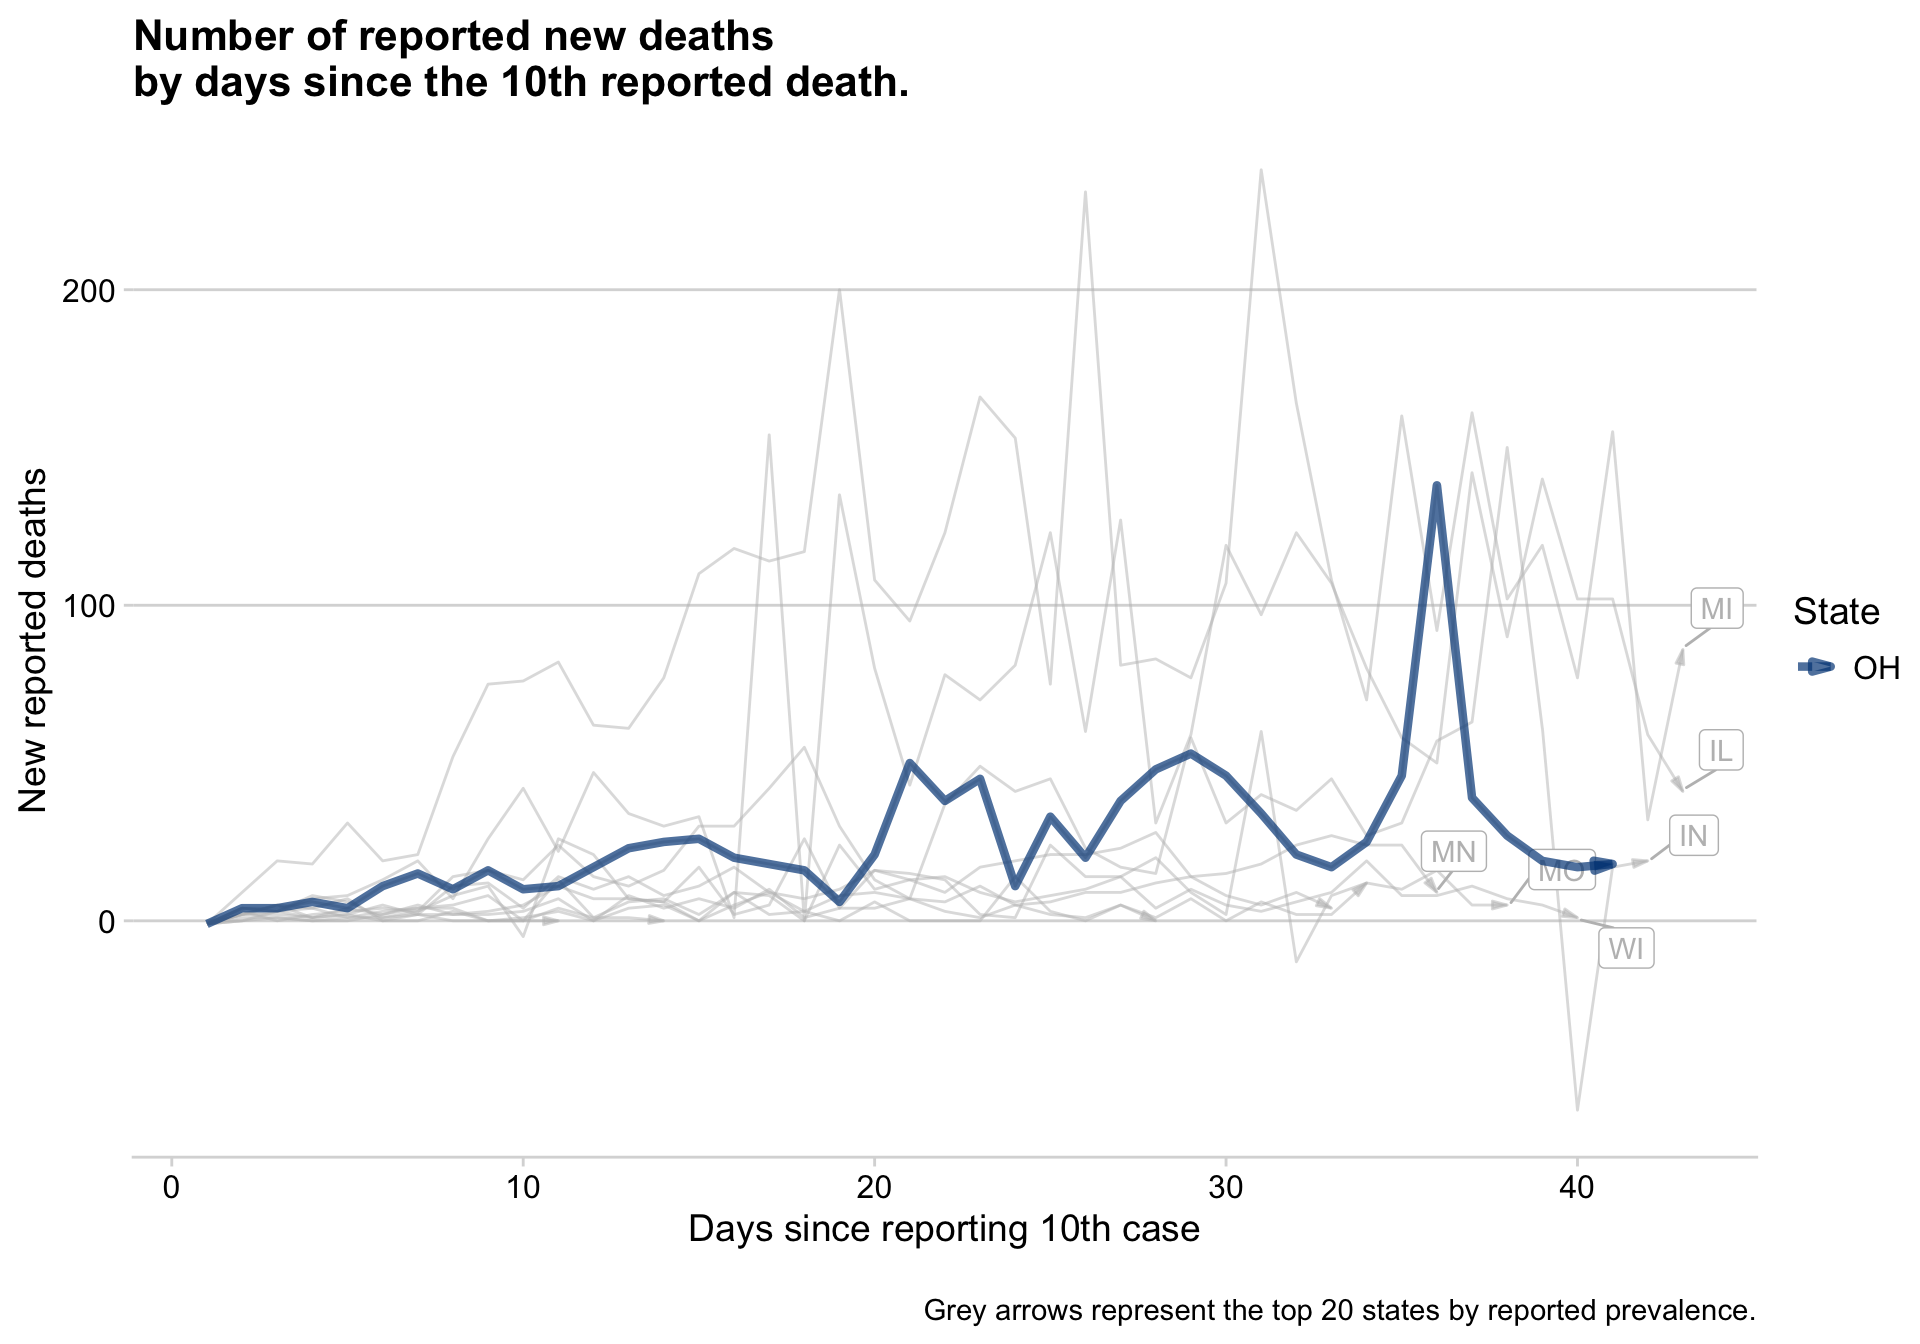 Number of reported new deaths
by days since the 10th reported death.
New reported deaths
200
100
0
MI
IL
IN
MN
MO
WI
State
OH
0
10
20
30
40
Days since reporting 10th case
Grey arrows represent the top 20 states by reported prevalence.